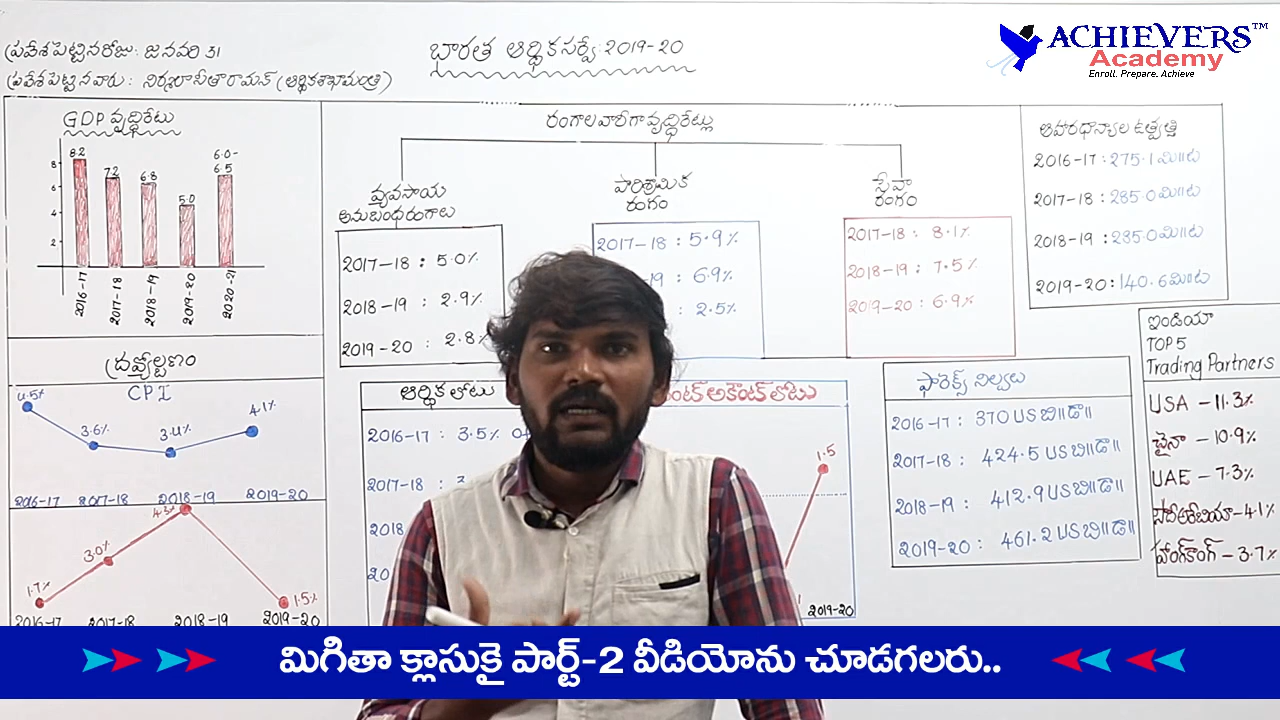 ప్రవేశపెట్టినరోజు: జనవరి 31
ప్రవేశపెట్టినవారు: నిర్మలాసీతారామన్ (ఆర్థికశాఖామంత్రి)
భారత ఆర్థికసర్వే: 2019-20
ACHIEVERS™
Academy
Enroll. Prepare. Achieve
GDP వృద్ధిరేటు
8
6
4
2
8.2
7.2
6.8
5.0
6.0-
6.5
2016-17
2017-18
2018-19
2019-20
2020-21
రంగాలవారీగా వృద్ధిరేట్లు
వ్యవసాయ
అనుబంధరంగాలు
2017-18 : 5.0%
2018-19 : 2.9%
2019-20 : 2.8%
పారిశ్రామిక
రంగం
2017-18 : 5.9%
19 : 6.9%
: 2.5%
సేవా
రంగం
2017-18 : 8.1%
2018-19 : 7.5%
2019-20 : 6.9%
ఆహారధాన్యాల ఉత్పత్తి
2016-17 : 275.1 మి॥ట
2017-18 : 285.0 మి॥ట
2018-19 : 285.0 మి॥ట
2019-20 : 140.6 మి॥ట
ద్రవ్యోల్బణం
CPI
4.5%
3.6%
3.4%
4.1%
2016-17 2017-18 2018-19 2019-20
1.7%
3.0%
4.3%
1.5%
2016-17 2017-18 2018-19 2019-20
ఆర్థికలోటు
2016-17 : 3.5%
2017-18 : 3
2018
20
కరెంట్ అకౌంట్ లోటు
1.5
2019-20
ఫారెక్స్ నిల్వలు
2016-17 : 370 US బి॥డా॥
2017-18 : 424.5 US బి॥డా॥
2018-19 : 412.9 US బి॥డా॥
2019-20 : 461.2 US బి॥డా॥
ఇండియా
TOP 5
Trading Partners
USA - 11.3%
చైనా - 10.9%
UAE - 7.3%
సౌదీఅరేబియా - 4.1%
హాంగ్‌కాంగ్ - 3.7%
మిగితా క్లాసుకై పార్ట్-2 వీడియోను చూడగలరు..